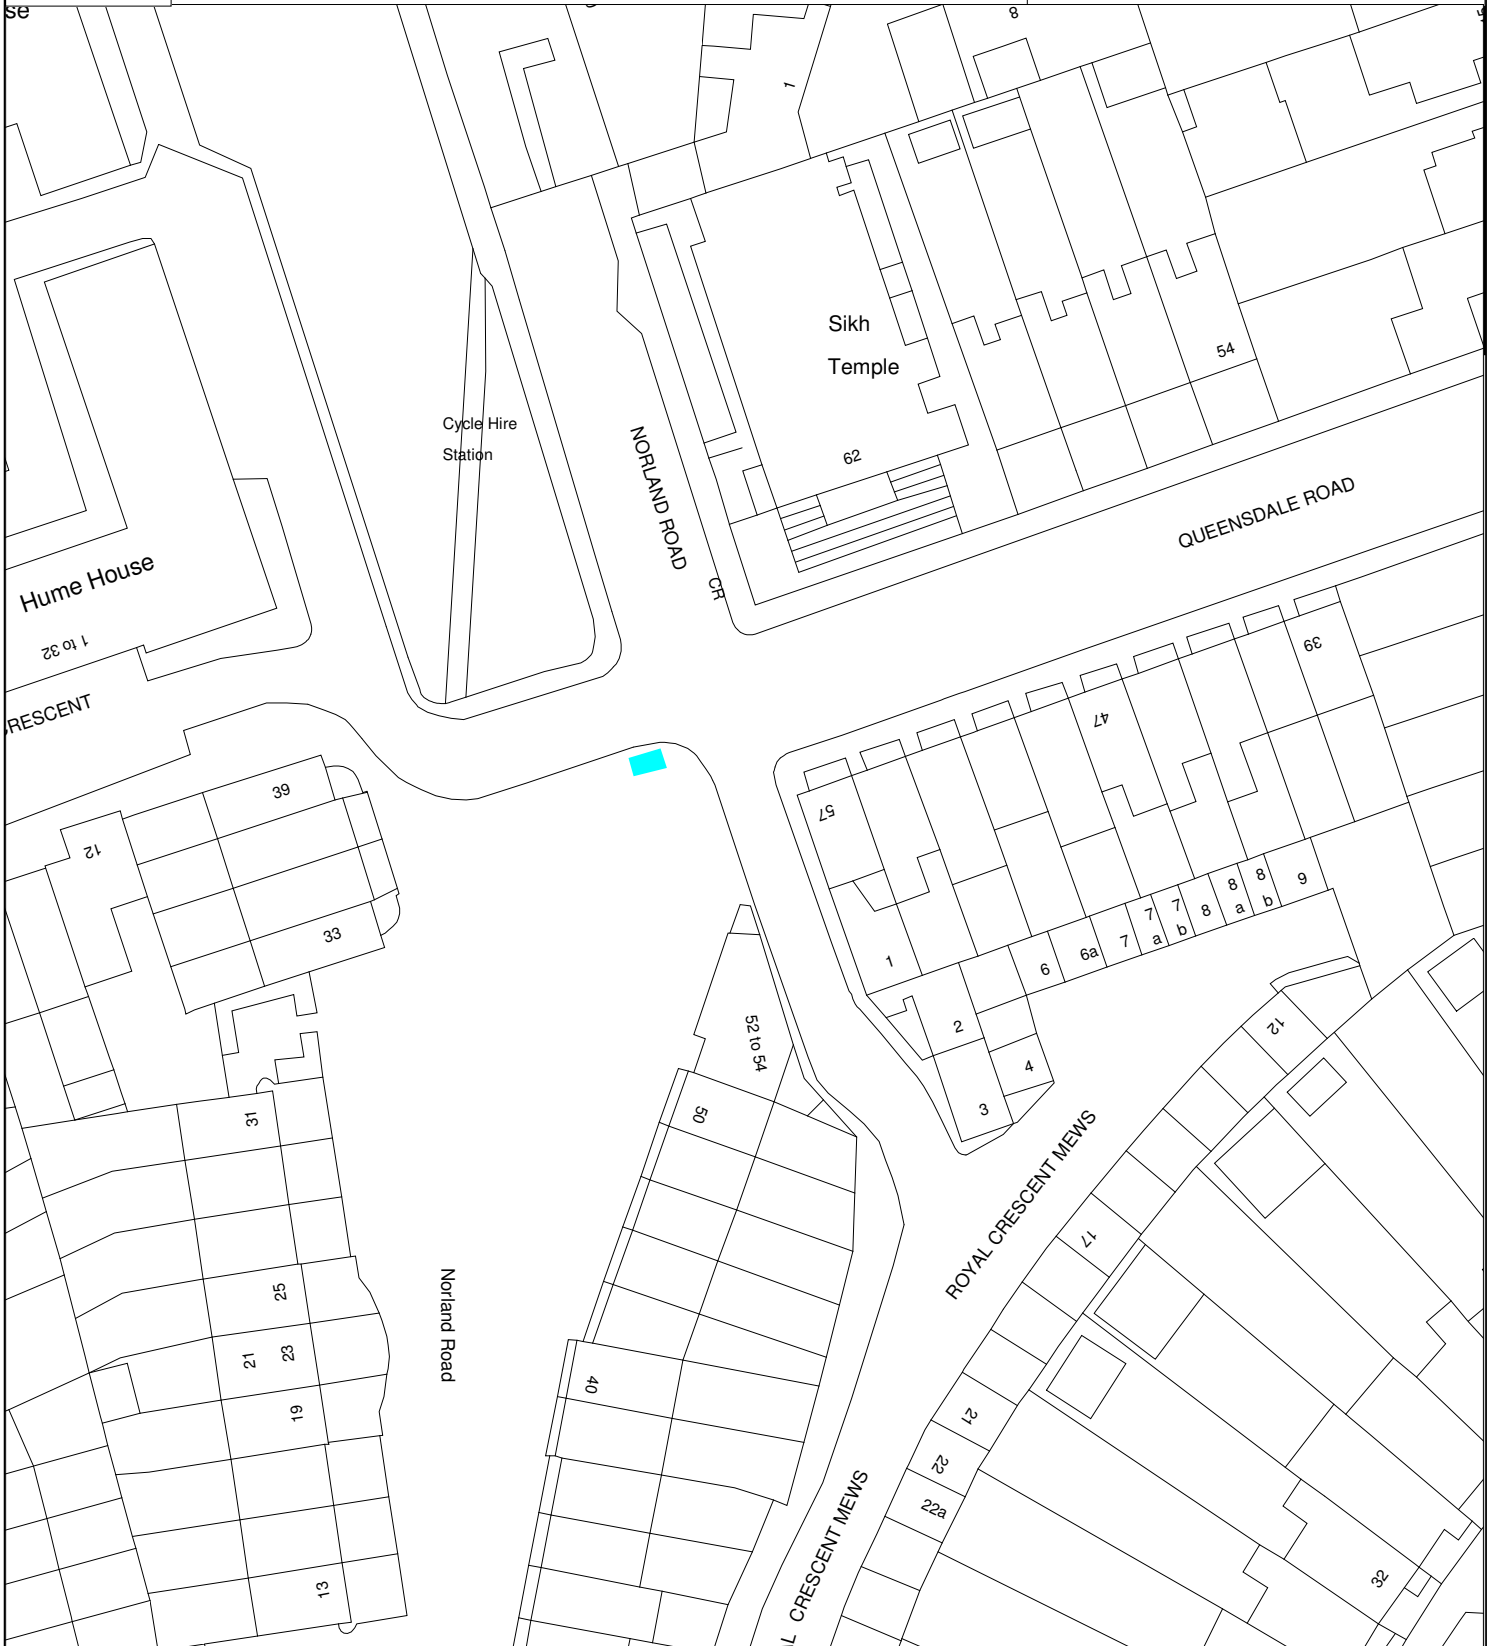 se
8
1
Sikh
Temple
54
Cycle Hire
Station
NORLAND ROAD
62
QUEENSDALE ROAD
CR
Hume House
1 to 32
RESCENT
39
47
57
39
12
33
1
2
3
4
6
6a
7
7
a
7
b
8
8
a
8
b
9
52 to 54
50
12
31
ROYAL CRESCENT MEWS
17
25
Norland Road
23
21
40
19
21
22
22a
CRESCENT MEWS
13
32